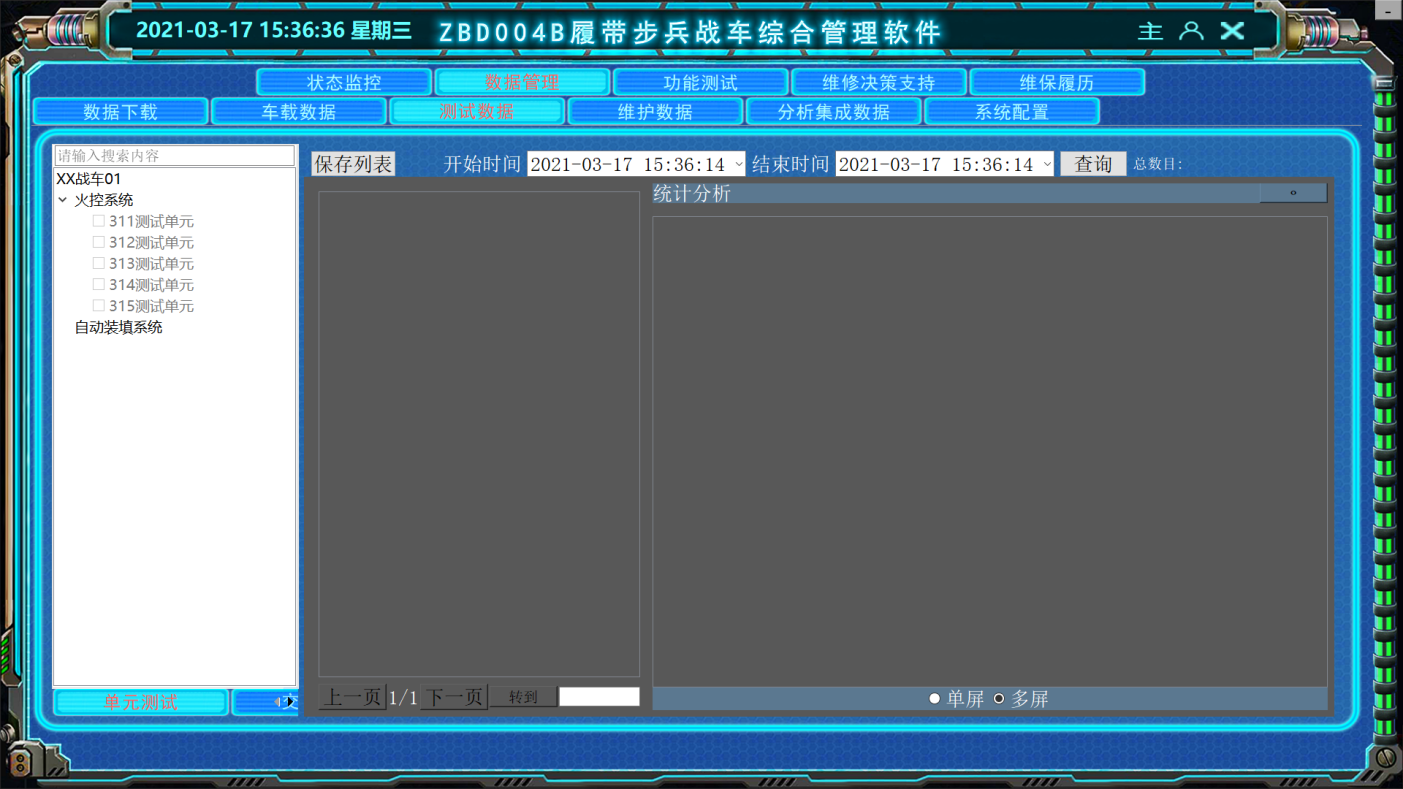 2021-03-17 15:36:36 星期三 ZBD004B履带步兵战车综合管理软件 主
状态监控 数据管理 功能测试 维修决策支持 维保履历
数据下载 车载数据 测试数据 维护数据 分析集成数据 系统配置
请输入搜索内容
XX战车01
火控系统
311测试单元
312测试单元
313测试单元
314测试单元
315测试单元
自动装填系统
单元测试
保存列表 开始时间 2021-03-17 15:36:14 结束时间 2021-03-17 15:36:14 查询 总数目:
统计分析
上一页 1/1 下一页 转到
单屏 多屏